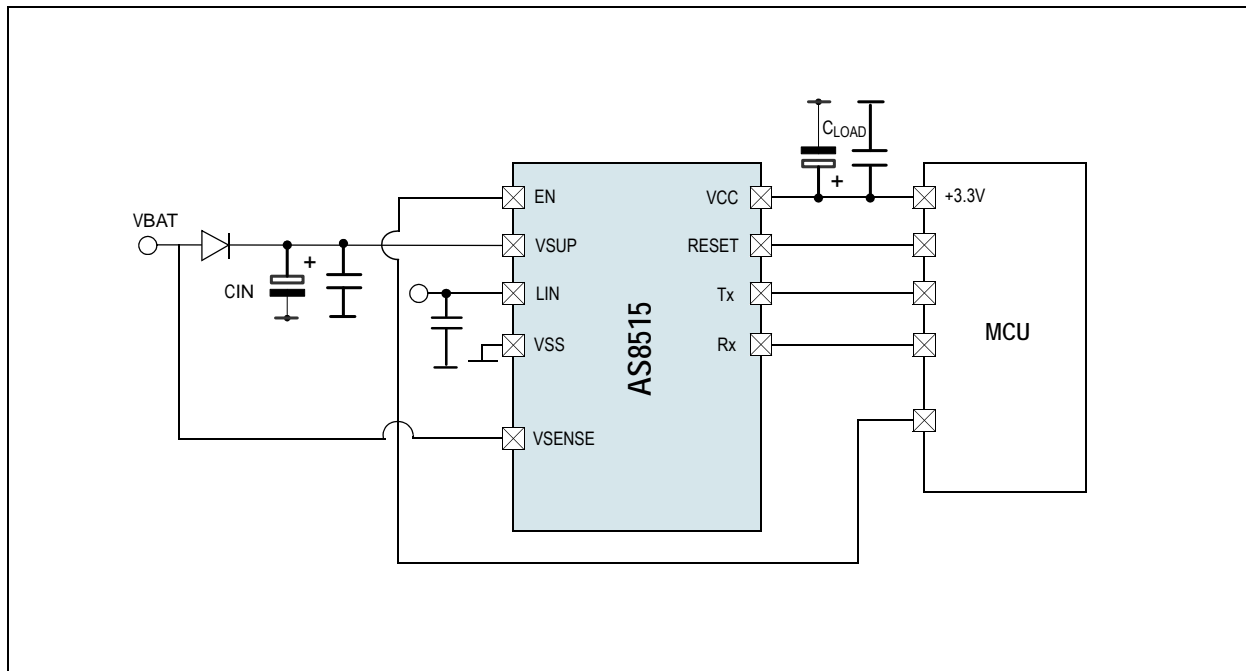 VBAT
CIN
+
EN
VSUP
LIN
VSS
VSENSE
AS8515
VCC
RESET
Tx
Rx
CLOAD
+
+3.3V
MCU